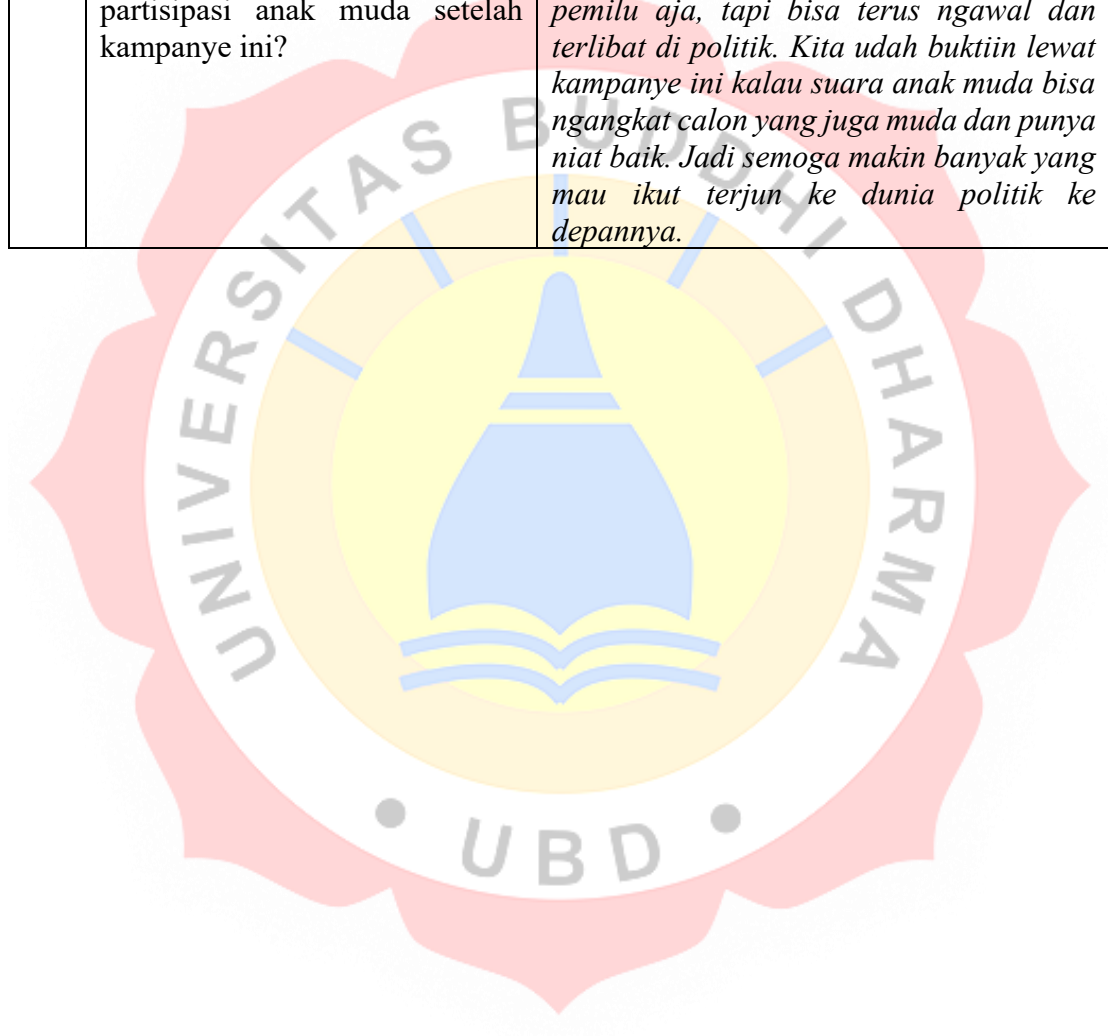 partisipasi anak muda setelah
kampanye ini?
pemilu aja, tapi bisa terus ngawal dan
terlibat di politik. Kita udah buktiin lewat
kampanye ini kalau suara anak muda bisa
ngangkat calon yang juga muda dan punya
niat baik. Jadi semoga makin banyak yang
mau ikut terjun ke dunia politik ke
depannya.
UNIVERSITAS BUDDHI DHARMA
• UBD •